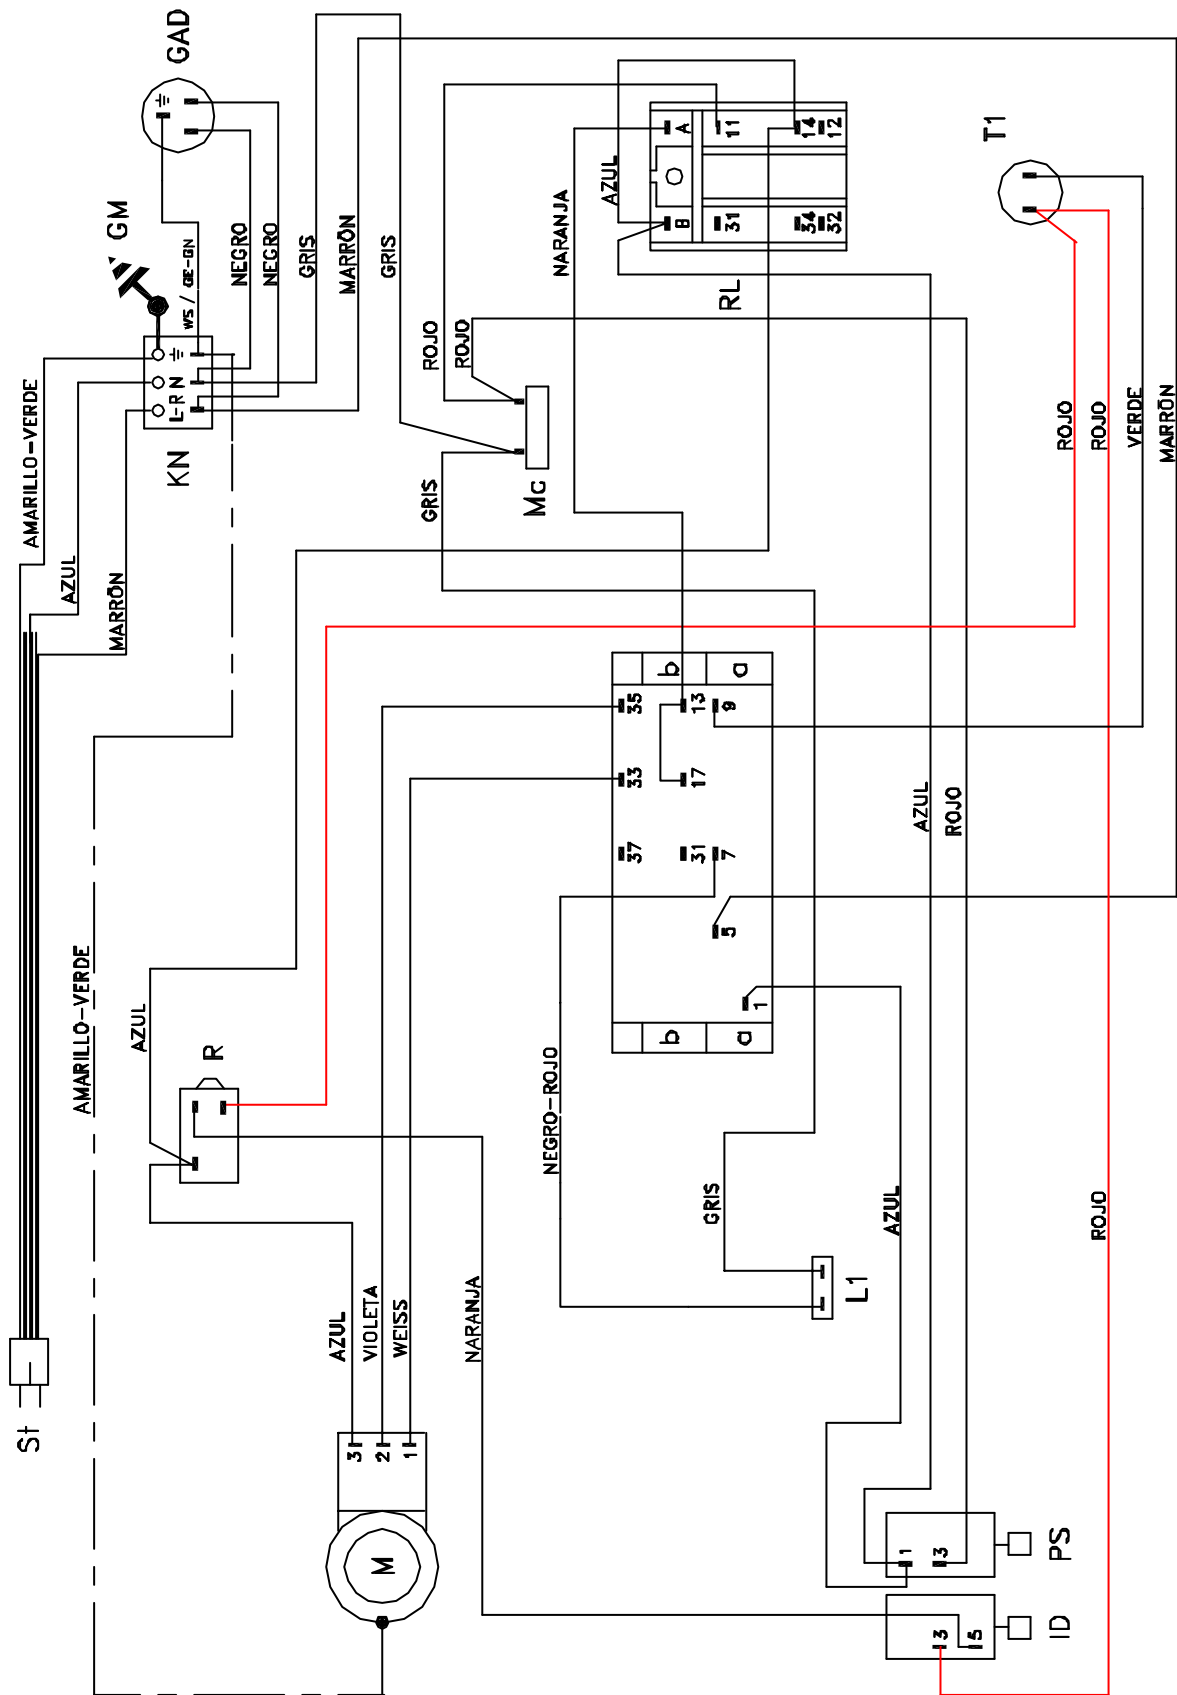 GAD
GM
WS / GE-GN
NEGRO
NEGRO
GRIS
MARRÓN
GRIS
AMARILLO-VERDE
L-R N
KN
AZUL
MARRÓN
ROJO
ROJO
GRIS
Mc
NARANJA
AZUL
A
11
14
12
B
31
34
32
RL
T1
ROJO
ROJO
VERDE
MARRÓN
b
a
35
13
9
33
17
37
31
7
5
1
b
a
AZUL
ROJO
AMARILLO-VERDE
AZUL
R
NEGRO-ROJO
GRIS
AZUL
ROJO
L1
AZUL
VIOLETA
WEISS
NARANJA
St
3
2
1
M
1
3
PS
3
5
ID